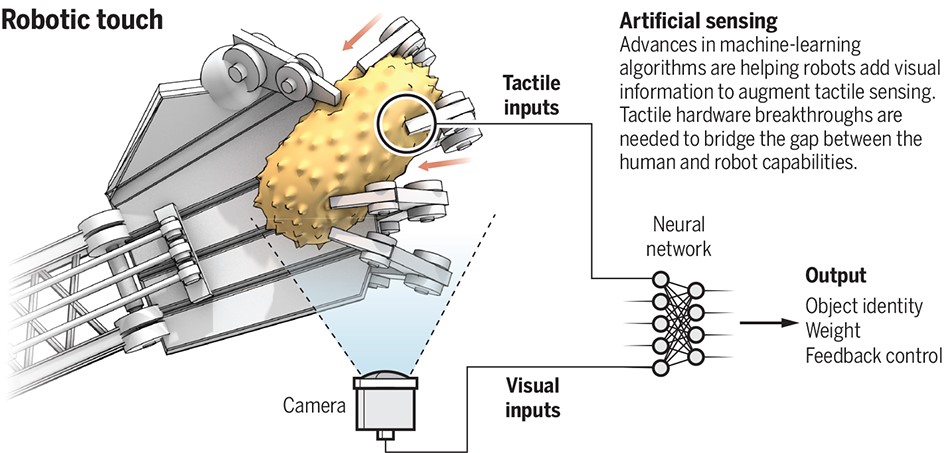 Robotic touch
Artificial sensing
Advances in machine-learning
algorithms are helping robots add visual
information to augment tactile sensing.
Tactile hardware breakthroughs are
needed to bridge the gap between the
human and robot capabilities.
Tactile
inputs
Neural
network
Output
Object identity
Weight
Feedback control
Camera
Visual
inputs